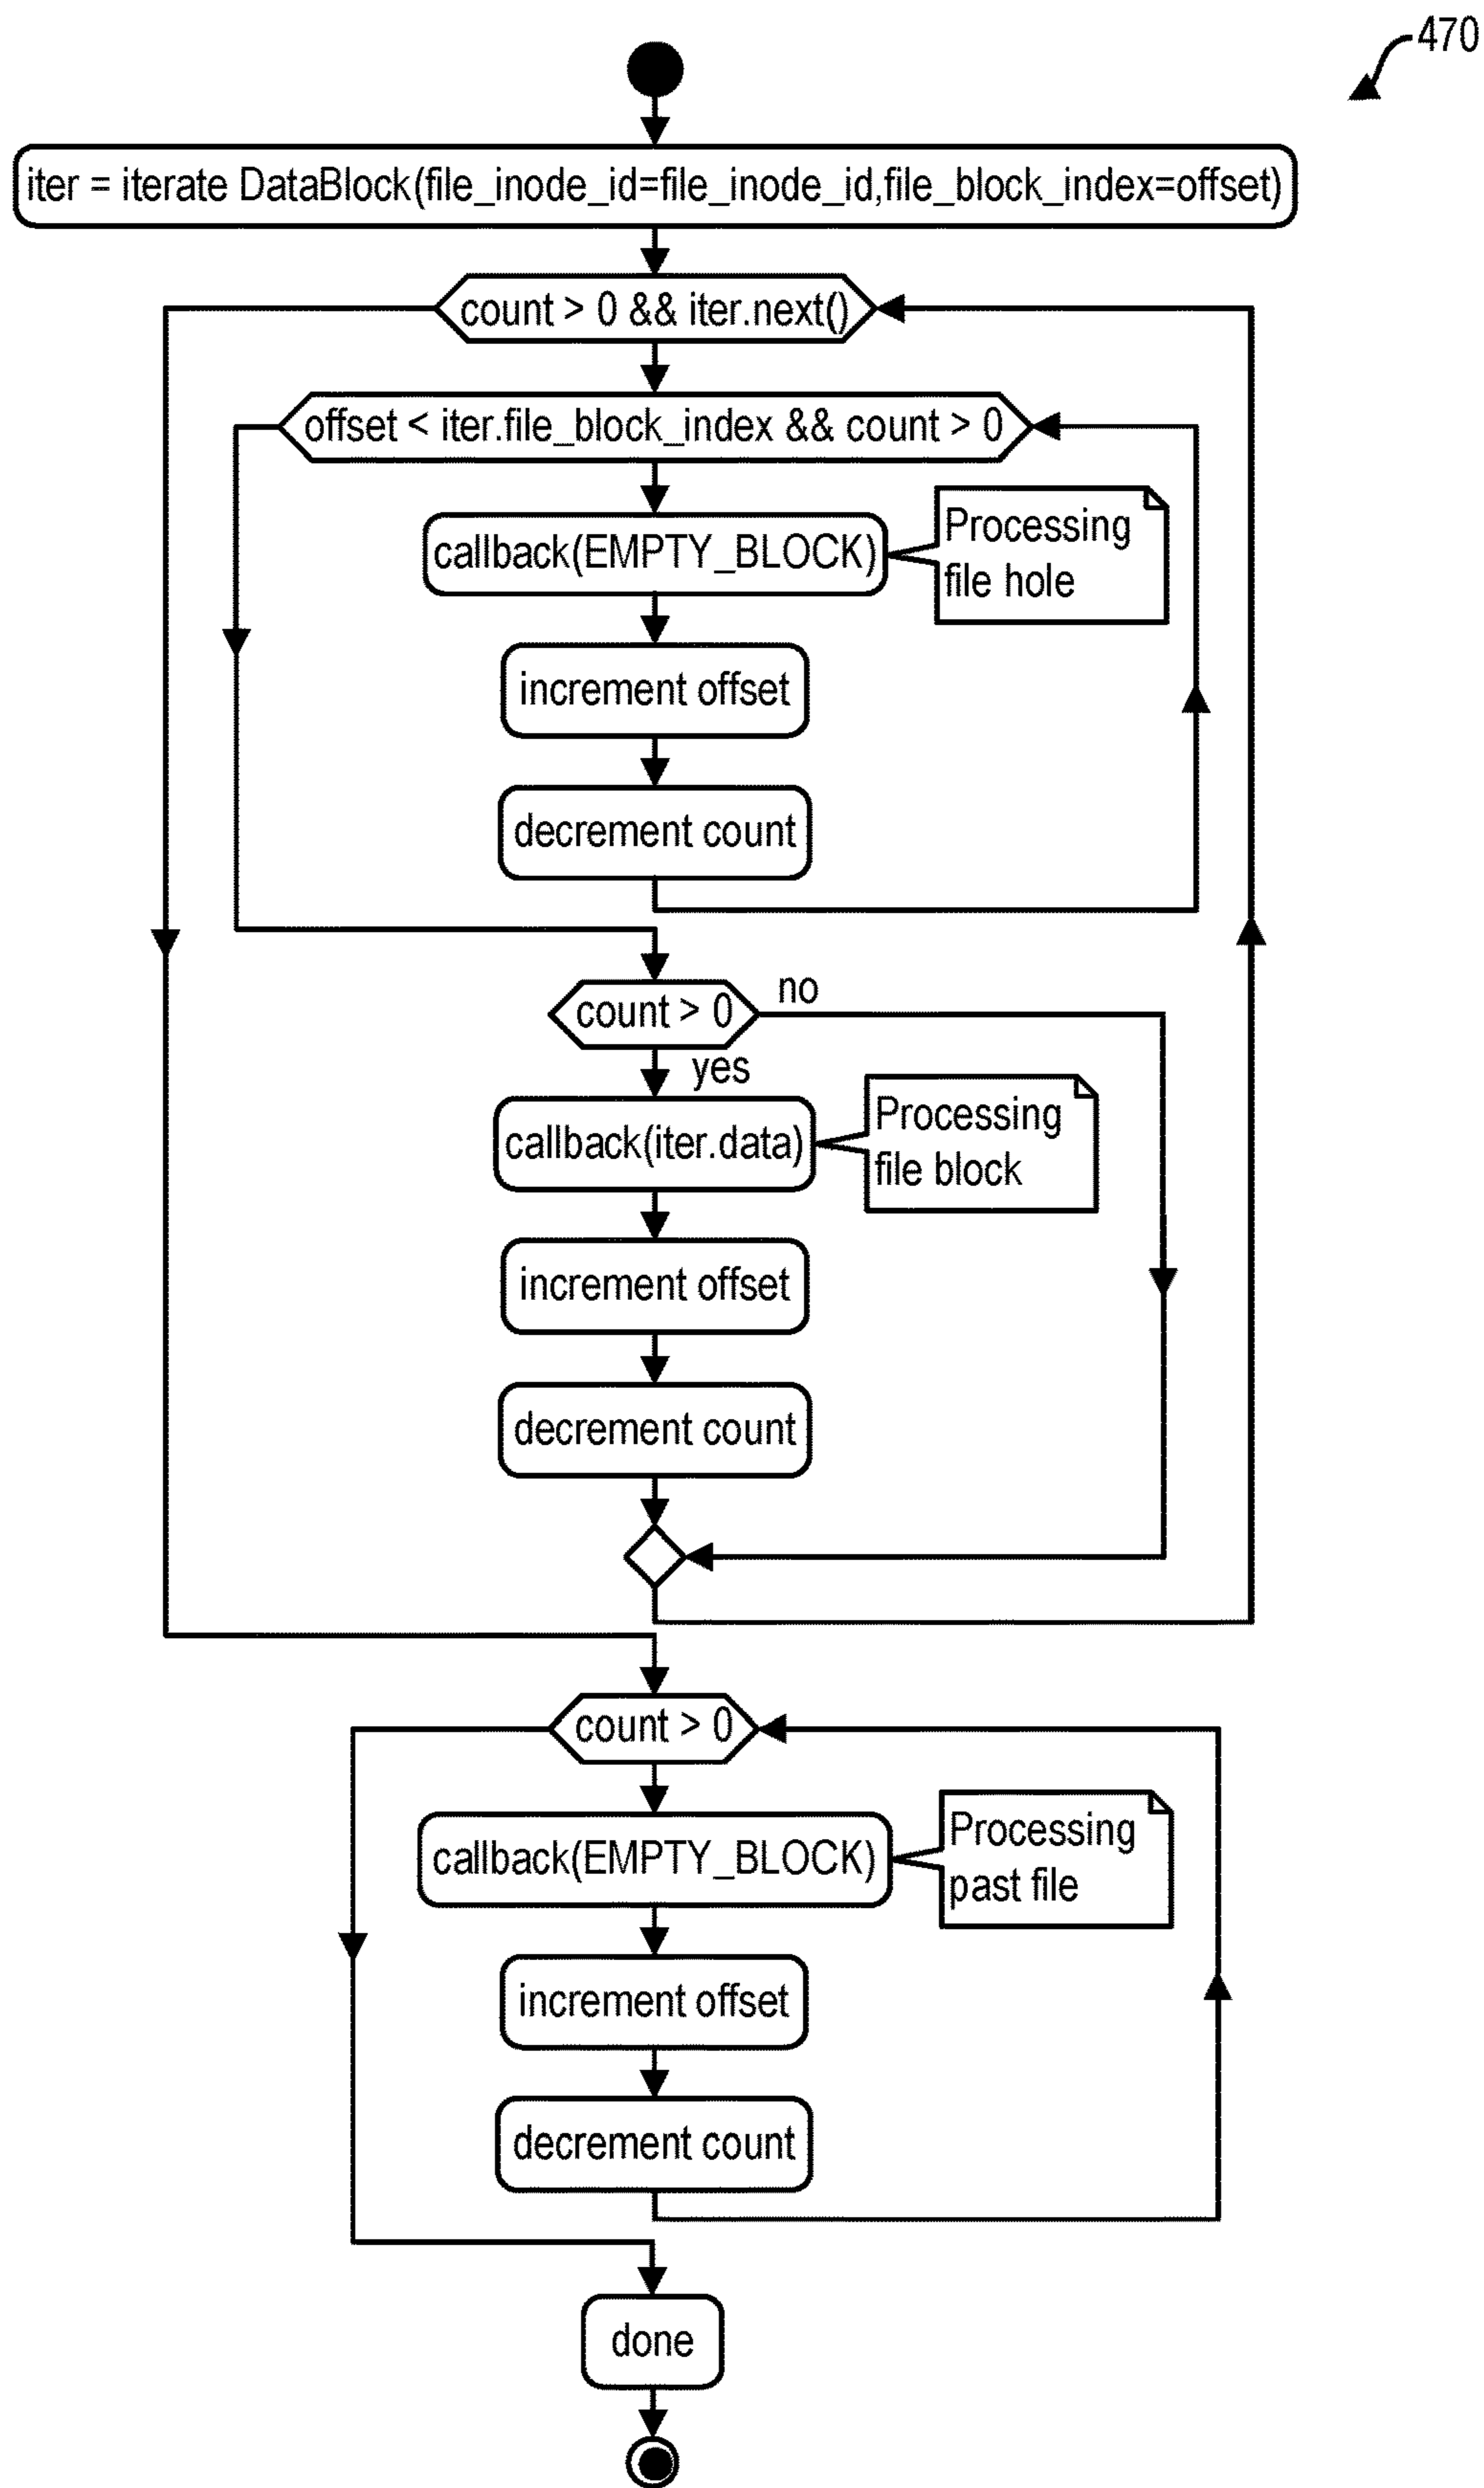 470
iter = iterate DataBlock(file_inode_id=file_inode_id,file_block_index=offset)
count > 0 && iter.next()
offset < iter.file_block_index && count > 0
callback(EMPTY_BLOCK)
Processing
file hole
increment offset
decrement count
count > 0
no
yes
callback(iter.data)
Processing
file block
increment offset
decrement count
count > 0
callback(EMPTY_BLOCK)
Processing
past file
increment offset
decrement count
done